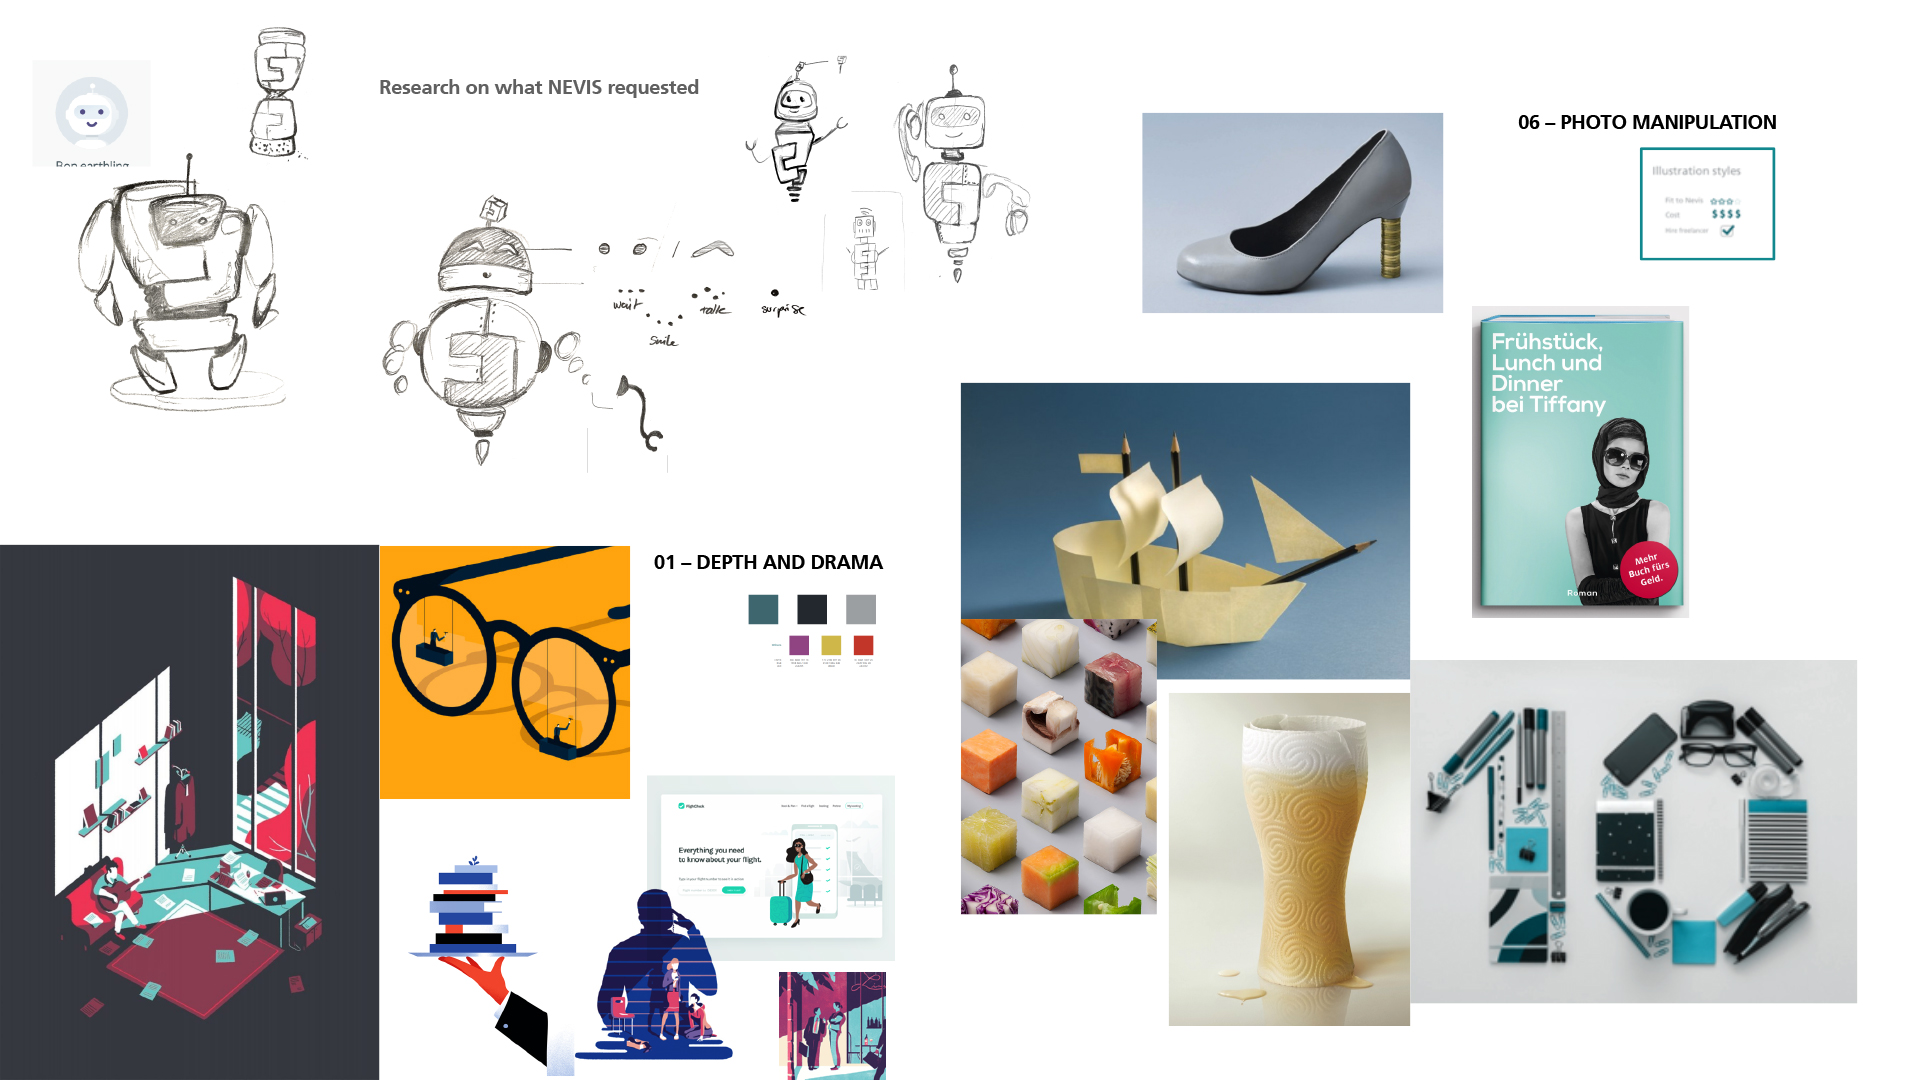 Bon earthling
Research on what NEVIS requested
wait
talk
surprise
smile
06 – PHOTO MANIPULATION
Illustration styles
Fit to Nevis
Cost
$$$$
Hire freelancer
Frühstück,
Lunch und
Dinner
bei Tiffany
Mehr
Buch fürs
Geld.
Roman
01 – DEPTH AND DRAMA
FlightCheck
Everything you need
to know about your flight.